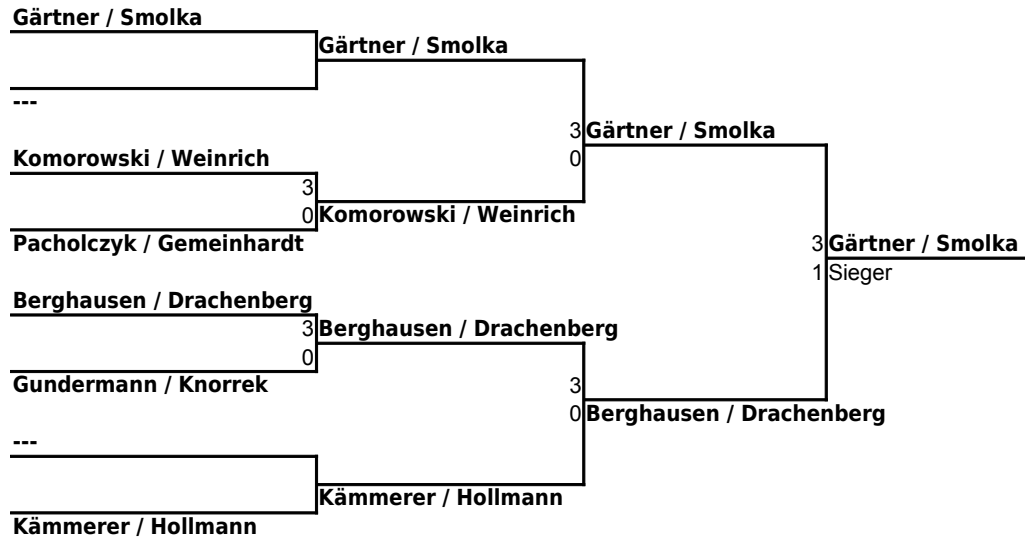 Gärtner / Smolka
Gärtner / Smolka
---
3 Gärtner / Smolka
0
Komorowski / Weinrich
3
0 Komorowski / Weinrich
Pacholczyk / Gemeinhardt
3 Gärtner / Smolka
1 Sieger
Berghausen / Drachenberg
3 Berghausen / Drachenberg
0
Gundermann / Knorrek
3
0 Berghausen / Drachenberg
---
Kämmerer / Hollmann
Kämmerer / Hollmann